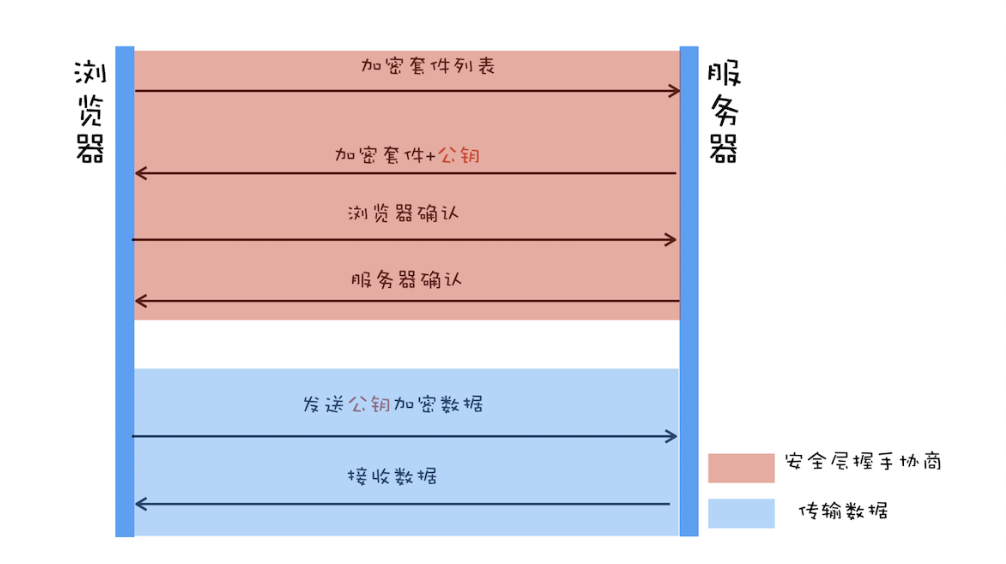 浏览器
服务器
加密套件列表
加密套件+公钥
浏览器确认
服务器确认
发送公钥加密数据
接收数据
安全层握手协商
传输数据